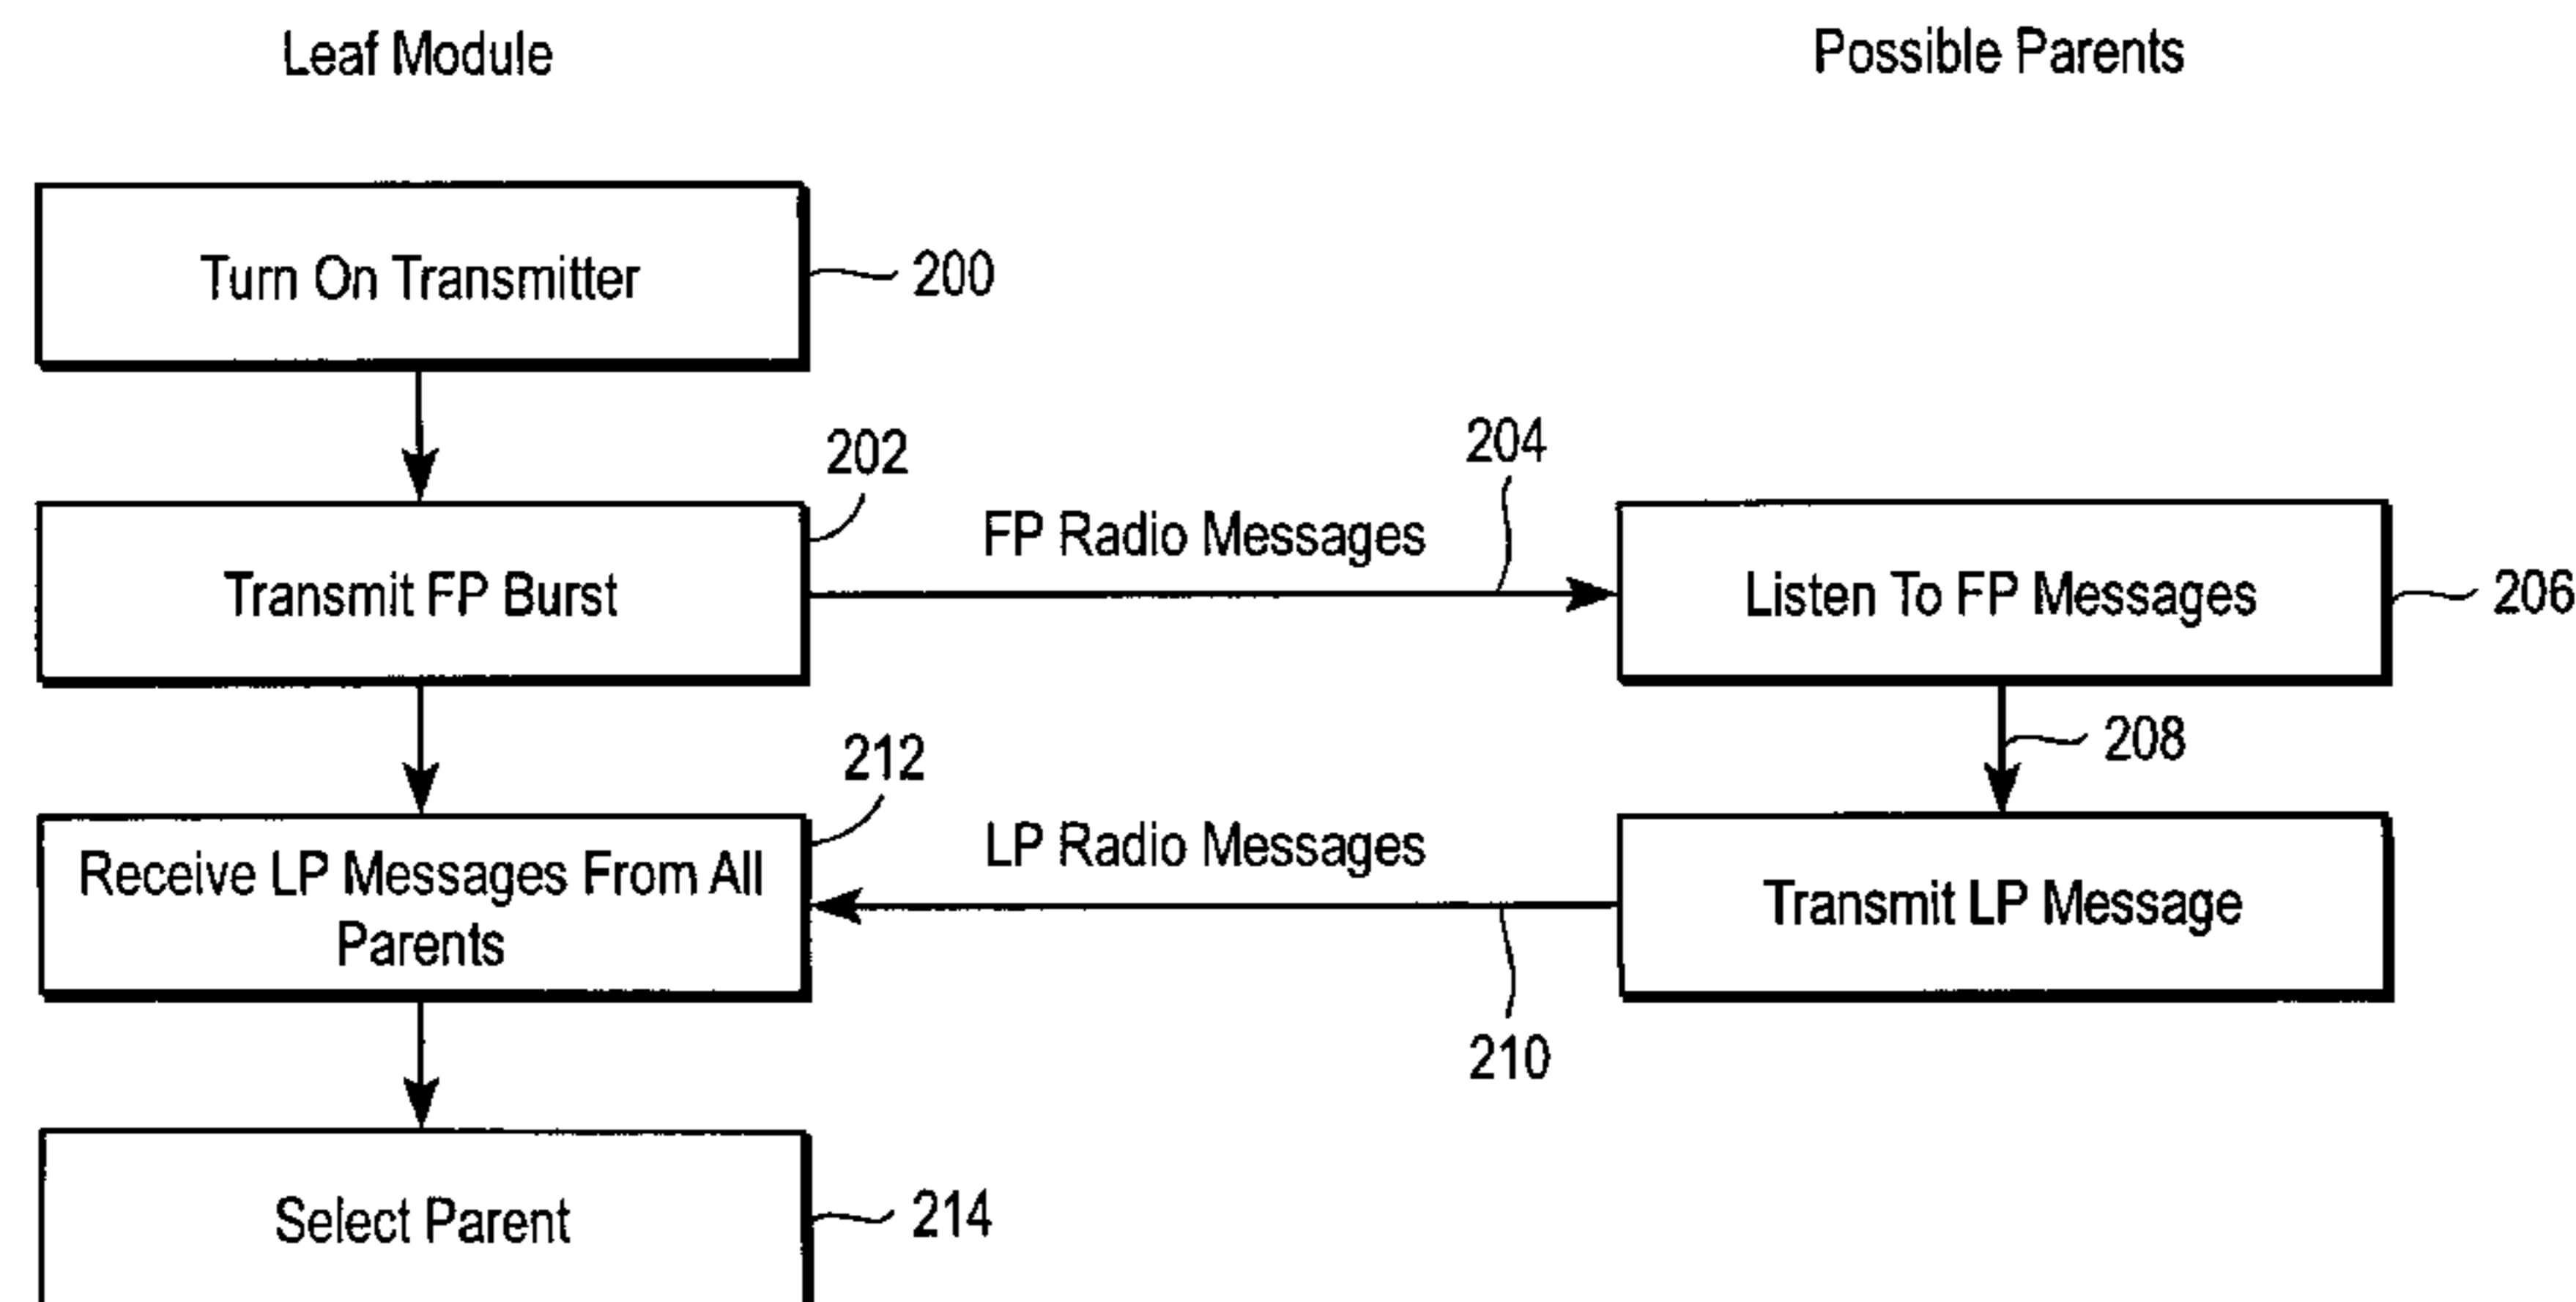 Leaf Module
Possible Parents
Turn On Transmitter
200
202
204
FP Radio Messages
Transmit FP Burst
Listen To FP Messages
206
208
212
LP Radio Messages
Receive LP Messages From All
Parents
Transmit LP Message
210
Select Parent
214